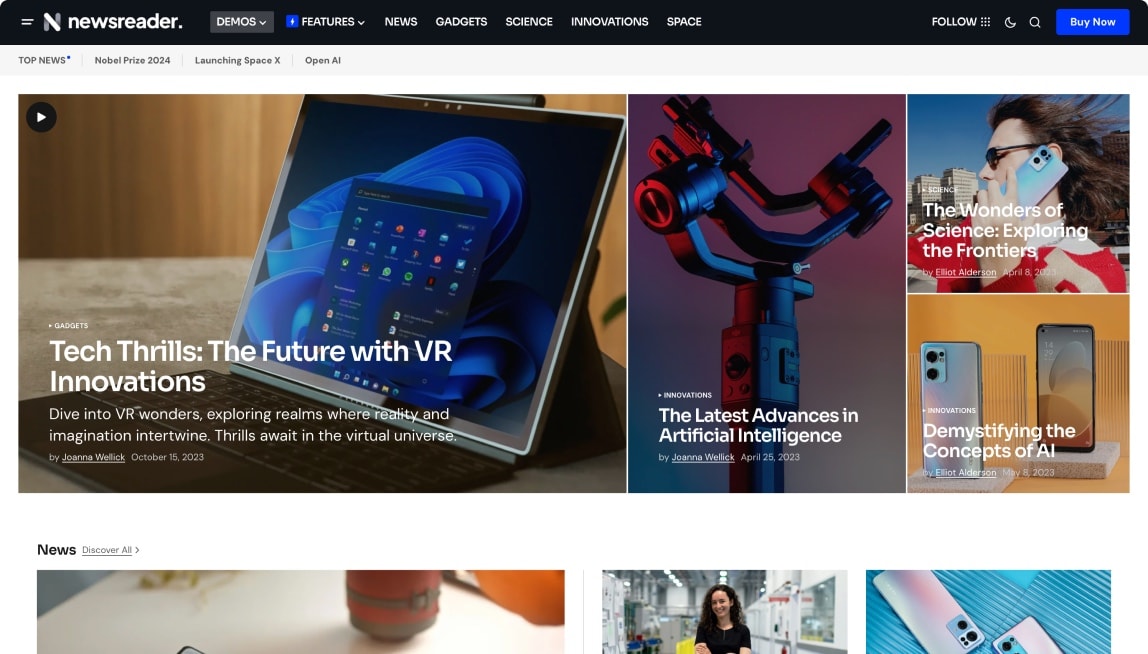 newsreader.
DEMOS
FEATURES
NEWS
GADGETS
SCIENCE
INNOVATIONS
SPACE
FOLLOW
Buy Now
TOP NEWS
Nobel Prize 2024
Launching Space X
Open AI
GADGETS
Tech Thrills: The Future with VR
Innovations
Dive into VR wonders, exploring realms where reality and
imagination intertwine. Thrills await in the virtual universe.
by Joanna Wellick October 15, 2023
INNOVATIONS
The Latest Advances in
Artificial Intelligence
by Joanna Wellick April 25, 2023
SCIENCE
The Wonders of
Science: Exploring
the Frontiers
by Elliot Alderson April 8, 2023
INNOVATIONS
Demystifying the
Concepts of AI
by Elliot Alderson May 8, 2023
News
Discover All